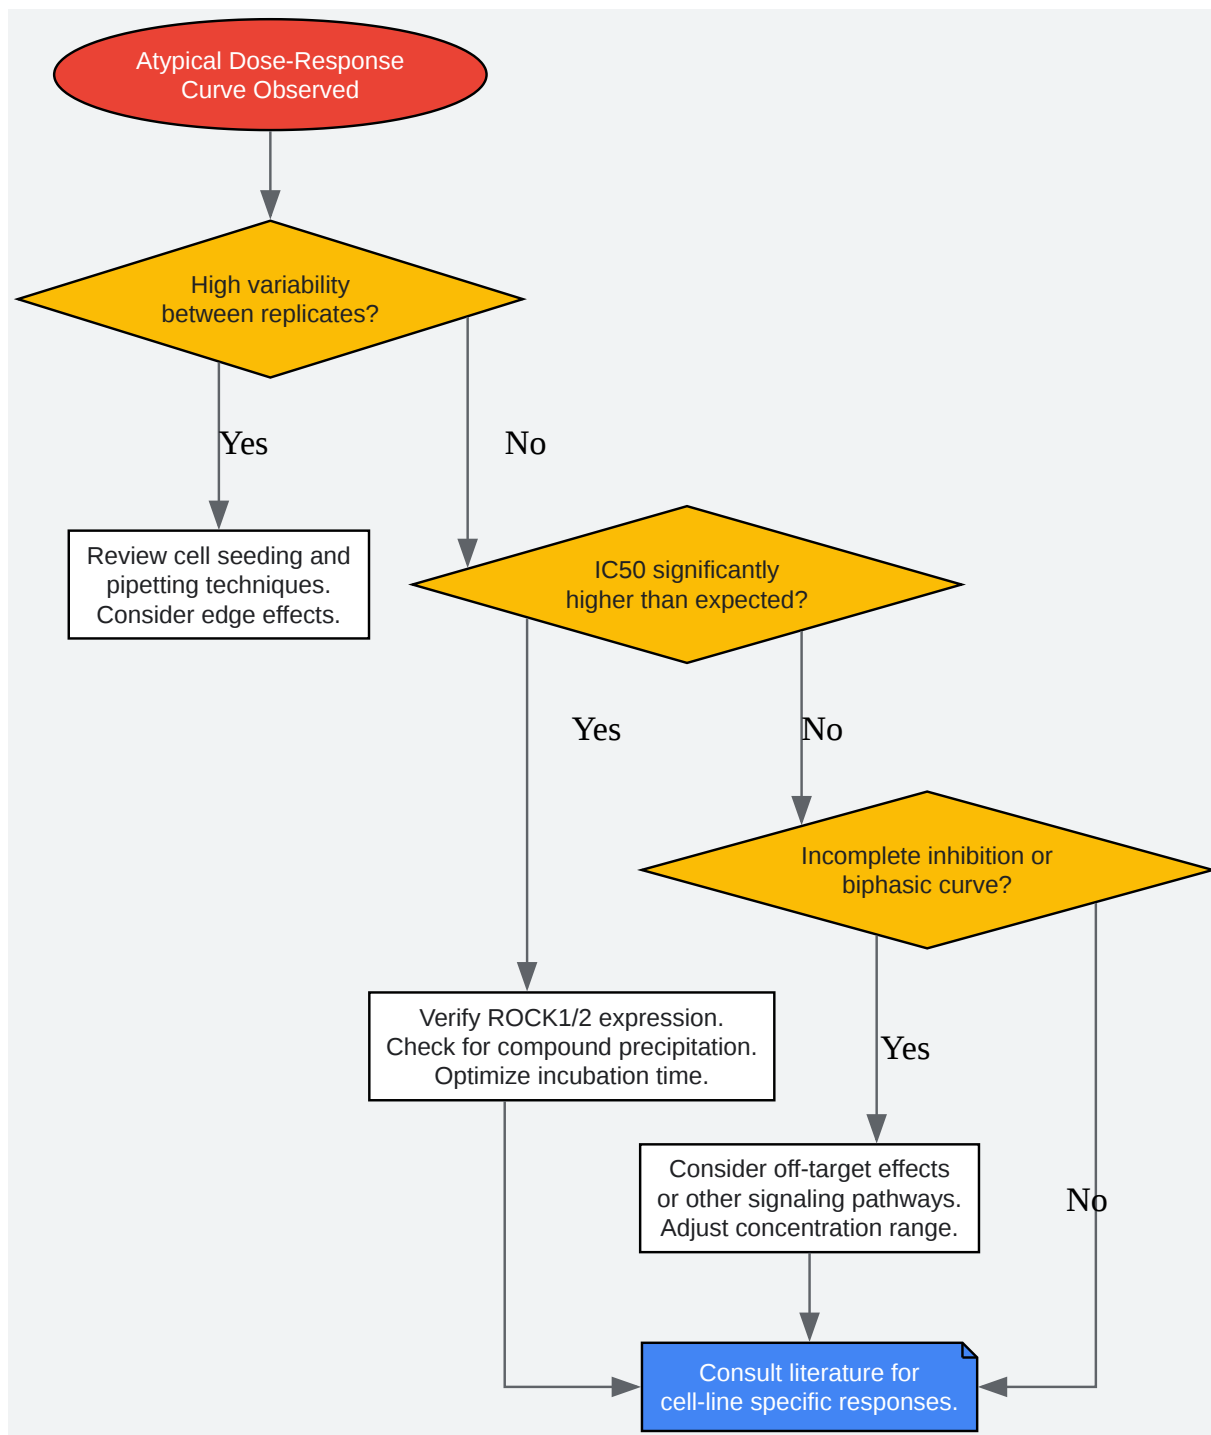 Atypical Dose-Response
Curve Observed
High variability
between replicates?
Yes
No
Review cell seeding and
pipetting techniques.
Consider edge effects.
IC50 significantly
higher than expected?
Yes
No
Incomplete inhibition or
biphasic curve?
Verify ROCK1/2 expression.
Check for compound precipitation.
Optimize incubation time.
Yes
Consider off-target effects
or other signaling pathways.
Adjust concentration range.
No
Consult literature for
cell-line specific responses.